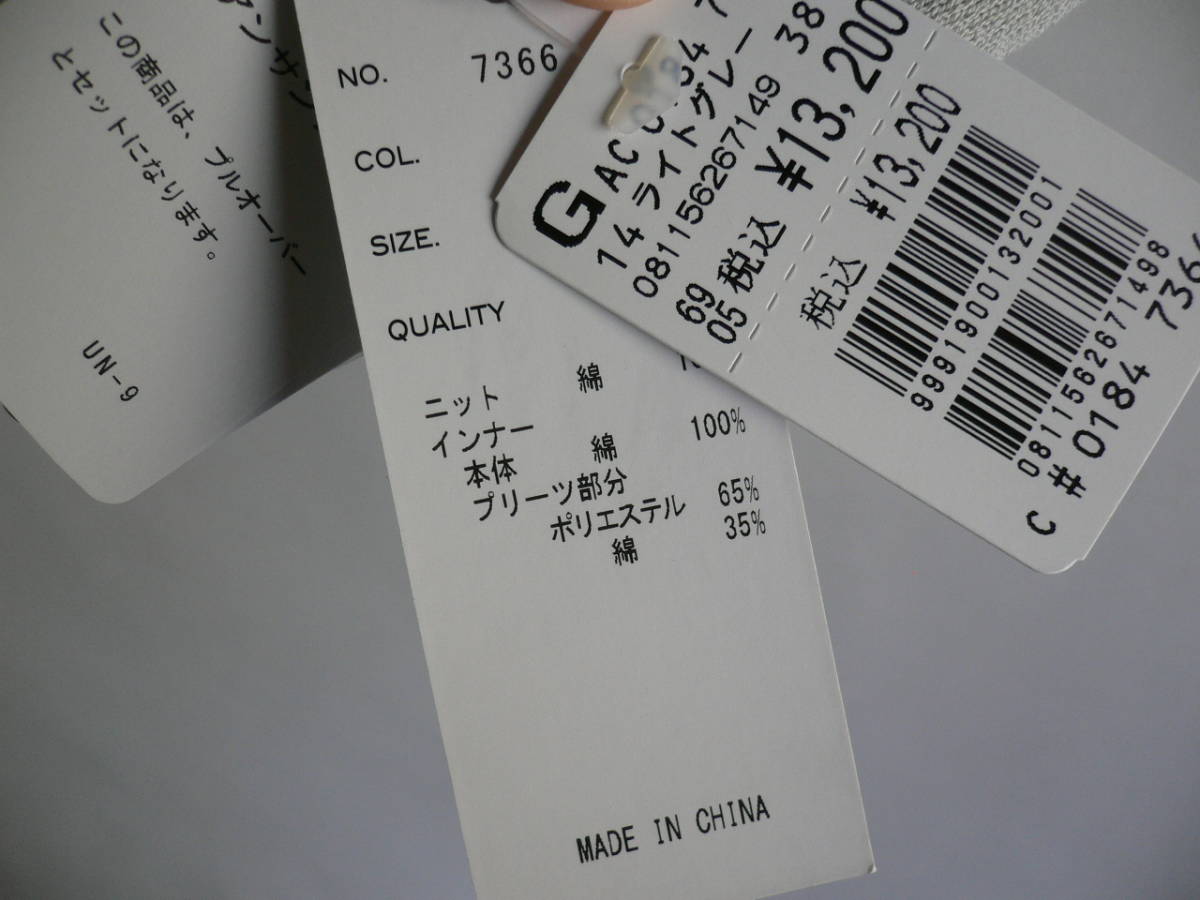 この商品は、プルオーバー
とセットになります。
UN-9
NO. 7366
COL.
SIZE.
QUALITY
ニット 綿
インナー
本体 綿 100%
プリーツ部分
ポリエステル 65%
綿 35%
MADE IN CHINA
G AC
14 ライトグレー
0811562671​49 38
69
05 税込 ¥13,200
税込 ¥13,200
9991900132001
0811562671498
C #0184